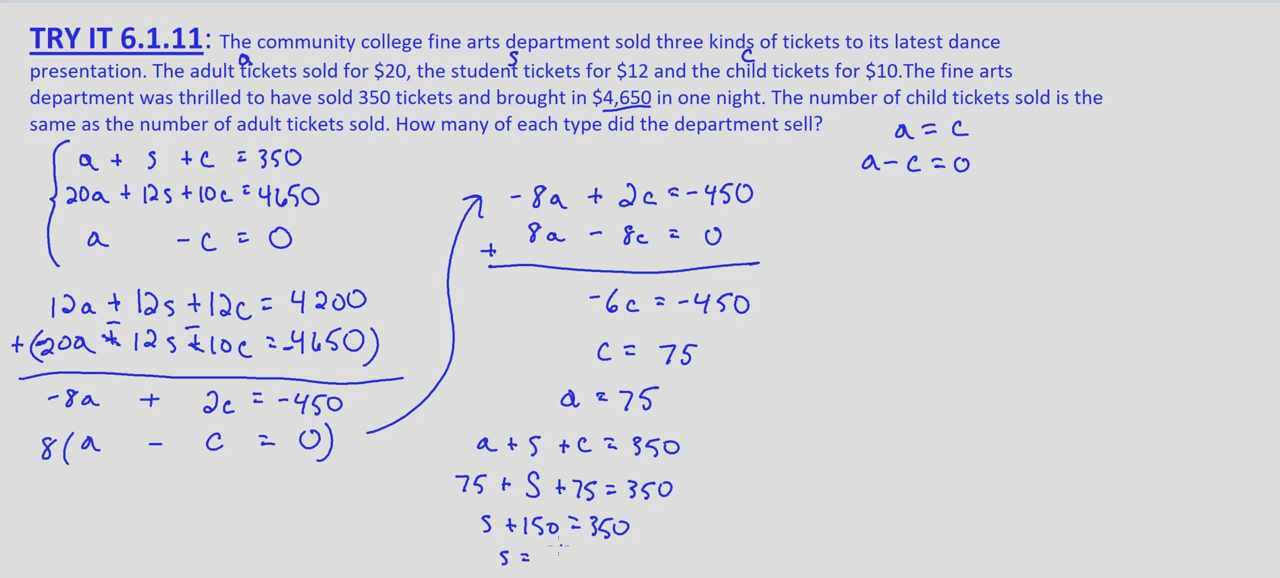 TRY IT 6.1.11: The community college fine arts department sold three kinds of tickets to its latest dance
a s c
presentation. The adult tickets sold for $20, the student tickets for $12 and the child tickets for $10.The fine arts
department was thrilled to have sold 350 tickets and brought in $4,650 in one night. The number of child tickets sold is the
same as the number of adult tickets sold. How many of each type did the department sell?
a = c
a - c = 0
a + s + c = 350
20a + 12s + 10c = 4650
a - c = 0
12a + 12s + 12c = 4200
+(-20a - 12s - 10c = -4650)
-8a + 2c = -450
8(a - c = 0)
-8a + 2c = -450
+ 8a - 8c = 0
-6c = -450
c = 75
a = 75
a + s + c = 350
75 + s + 75 = 350
s + 150 = 350
s =